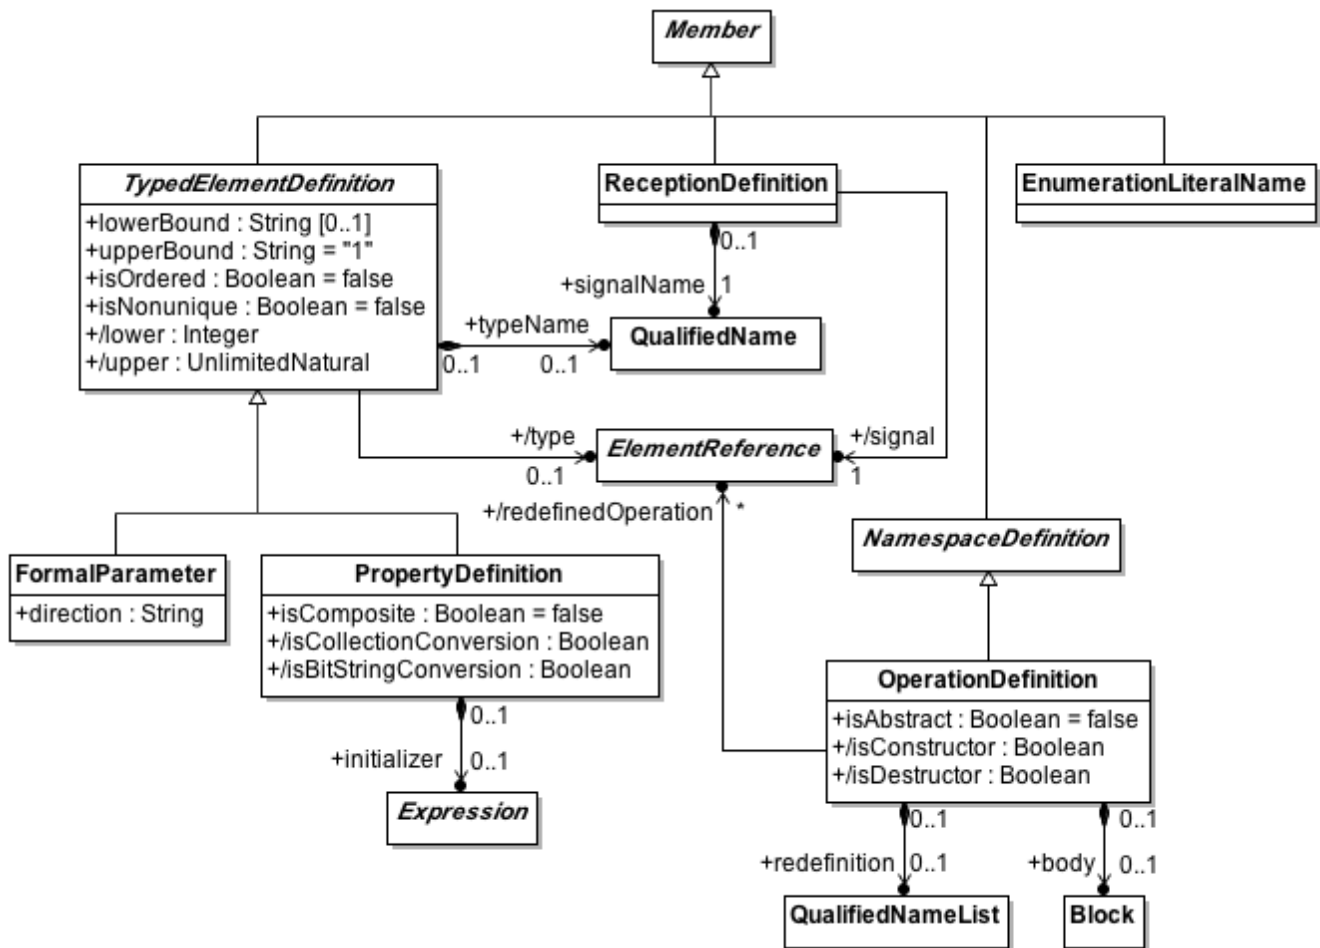 Member
TypedElementDefinition
+lowerBound : String [0..1]
+upperBound : String = "1"
+isOrdered : Boolean = false
+isNonunique : Boolean = false
+/lower : Integer
+/upper : UnlimitedNatural
ReceptionDefinition
EnumerationLiteralName
0..1
+signalName
1
+typeName
0..1
0..1
QualifiedName
+/type
0..1
ElementReference
+/signal
1
+/redefinedOperation
*
NamespaceDefinition
FormalParameter
+direction : String
PropertyDefinition
+isComposite : Boolean = false
+/isCollectionConversion : Boolean
+/isBitStringConversion : Boolean
0..1
+initializer
0..1
Expression
OperationDefinition
+isAbstract : Boolean = false
+/isConstructor : Boolean
+/isDestructor : Boolean
0..1
0..1
+redefinition
0..1
+body
0..1
QualifiedNameList
Block